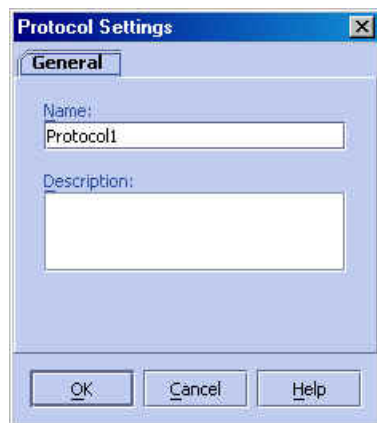 Protocol Settings
General
Name:
Protocol1
Description:
OK Cancel Help